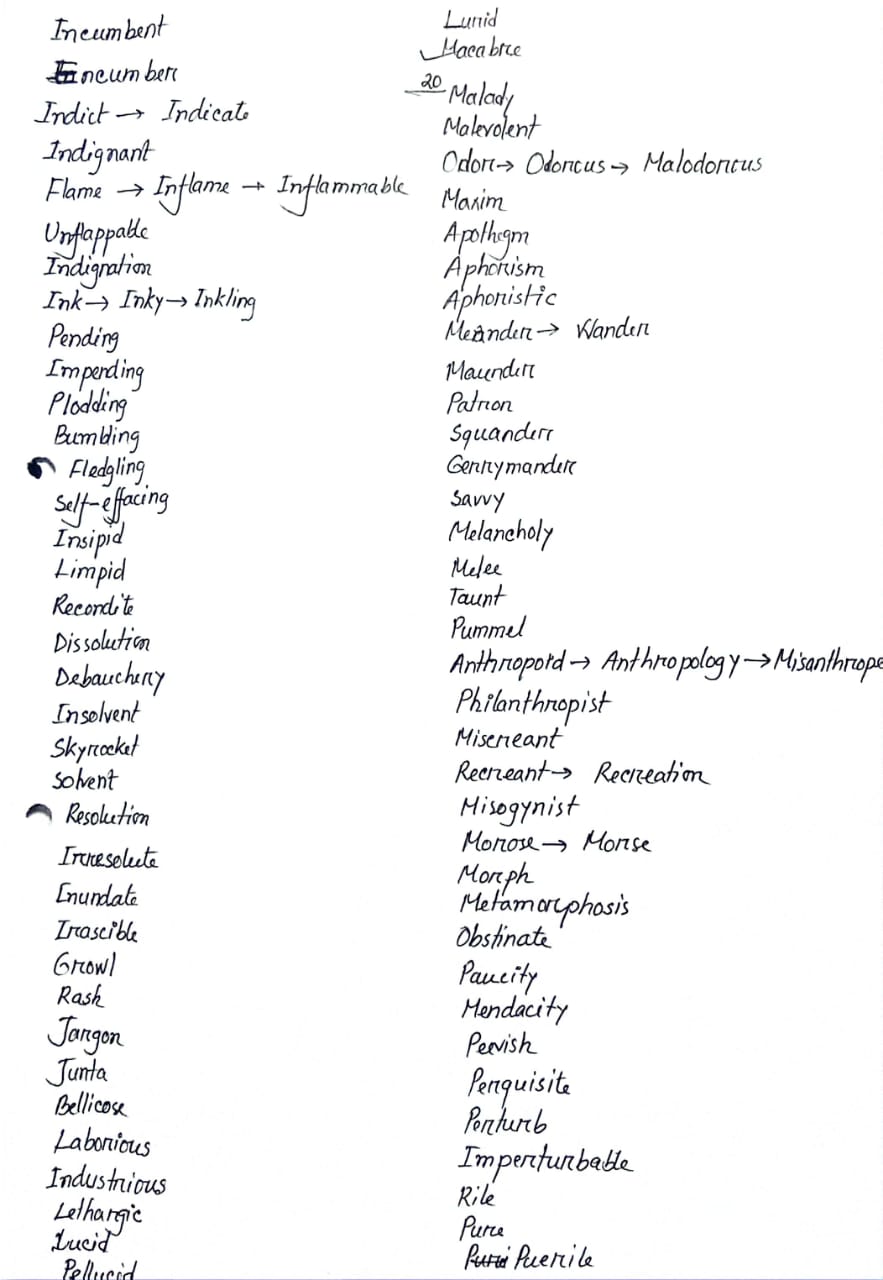 Incumbent
Encumber
Indict → Indicate
Indignant
Flame → Inflame → Inflammable
Unflappable
Indignation
Ink → Inky → Inkling
Pending
Impending
Plodding
Bumbling
Fledgling
Self-effacing
Insipid
Limpid
Recondite
Dissolution
Debauchery
Insolvent
Skyrocket
Solvent
Resolution
Irresolute
Inundate
Irascible
Growl
Rash
Jargon
Junta
Bellicose
Laborious
Industrious
Lethargic
Lucid
Pellucid
Lurid
Macabre
20 Malady
Malevolent
Odor → Odorous → Malodorous
Maxim
Apothegm
Aphorism
Aphoristic
Meander → Wander
Maunder
Patron
Squander
Gerrymander
Savvy
Melancholy
Melee
Taunt
Pummel
Anthropoid → Anthropology → Misanthrope
Philanthropist
Miscreant
Recreant → Recreation
Misogynist
Morose → Morse
Morph
Metamorphosis
Obstinate
Paucity
Mendacity
Peevish
Perquisite
Perturb
Imperturbable
Rile
Pure
Puerile